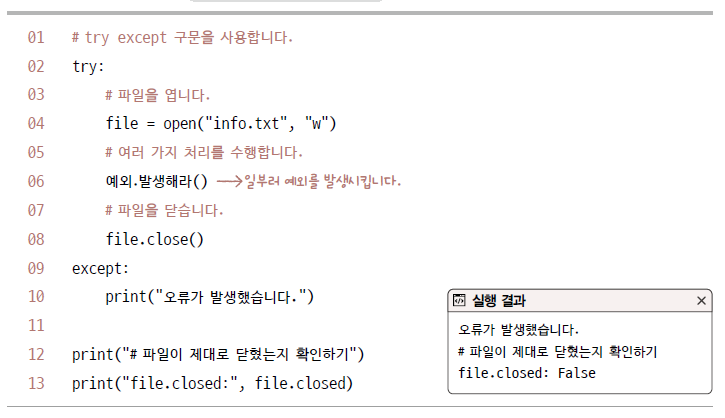 01 # try except 구문을 사용합니다.
02 try:
03     # 파일을 엽니다.
04     file = open("info.txt", "w")
05     # 여러 가지 처리를 수행합니다.
06     예외.발생해라() → 일부러 예외를 발생시킵니다.
07     # 파일을 닫습니다.
08     file.close()
09 except:
10     print("오류가 발생했습니다.")
11
12 print("# 파일이 제대로 닫혔는지 확인하기")
13 print("file.closed:", file.closed)
실행 결과 ×
오류가 발생했습니다.
# 파일이 제대로 닫혔는지 확인하기
file.closed: False